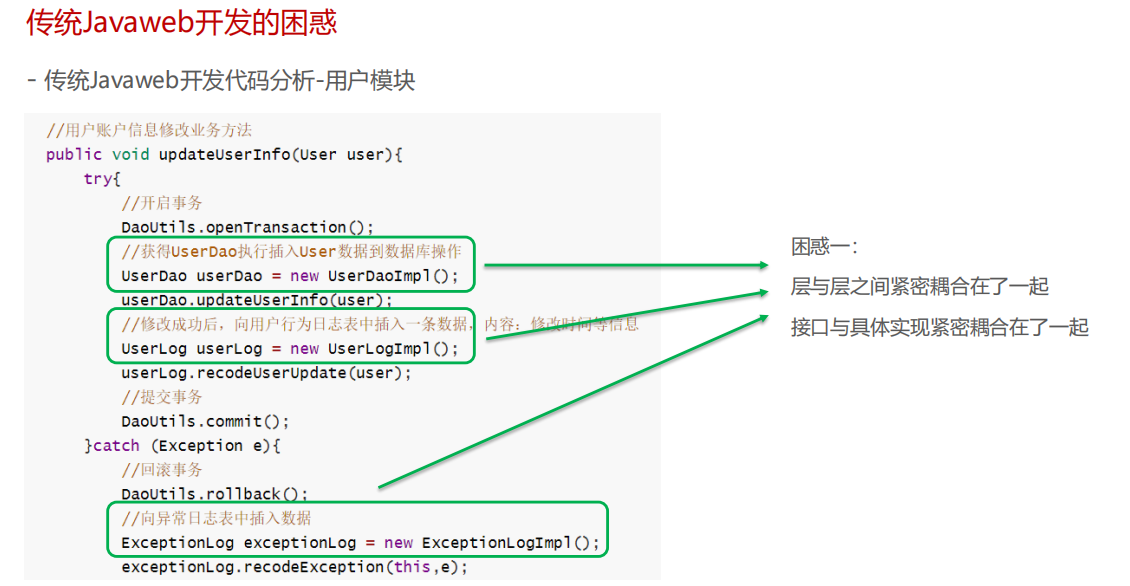 传统Javaweb开发的困惑
- 传统Javaweb开发代码分析-用户模块
//用户账户信息修改业务方法
public void updateUserInfo(User user){
try{
//开启事务
DaoUtils.openTransaction();
//获得UserDao执行插入User数据到数据库操作
UserDao userDao = new UserDaoImpl();
userDao.updateUserInfo(user);
//修改成功后，向用户行为日志表中插入一条数据，内容：修改时间等信息
UserLog userLog = new UserLogImpl();
userLog.recodeUserUpdate(user);
//提交事务
DaoUtils.commit();
}catch (Exception e){
//回滚事务
DaoUtils.rollback();
//向异常日志表中插入数据
ExceptionLog exceptionLog = new ExceptionLogImpl();
exceptionLog.recodeException(this,e);
困惑一：
层与层之间紧密耦合在了一起
接口与具体实现紧密耦合在了一起